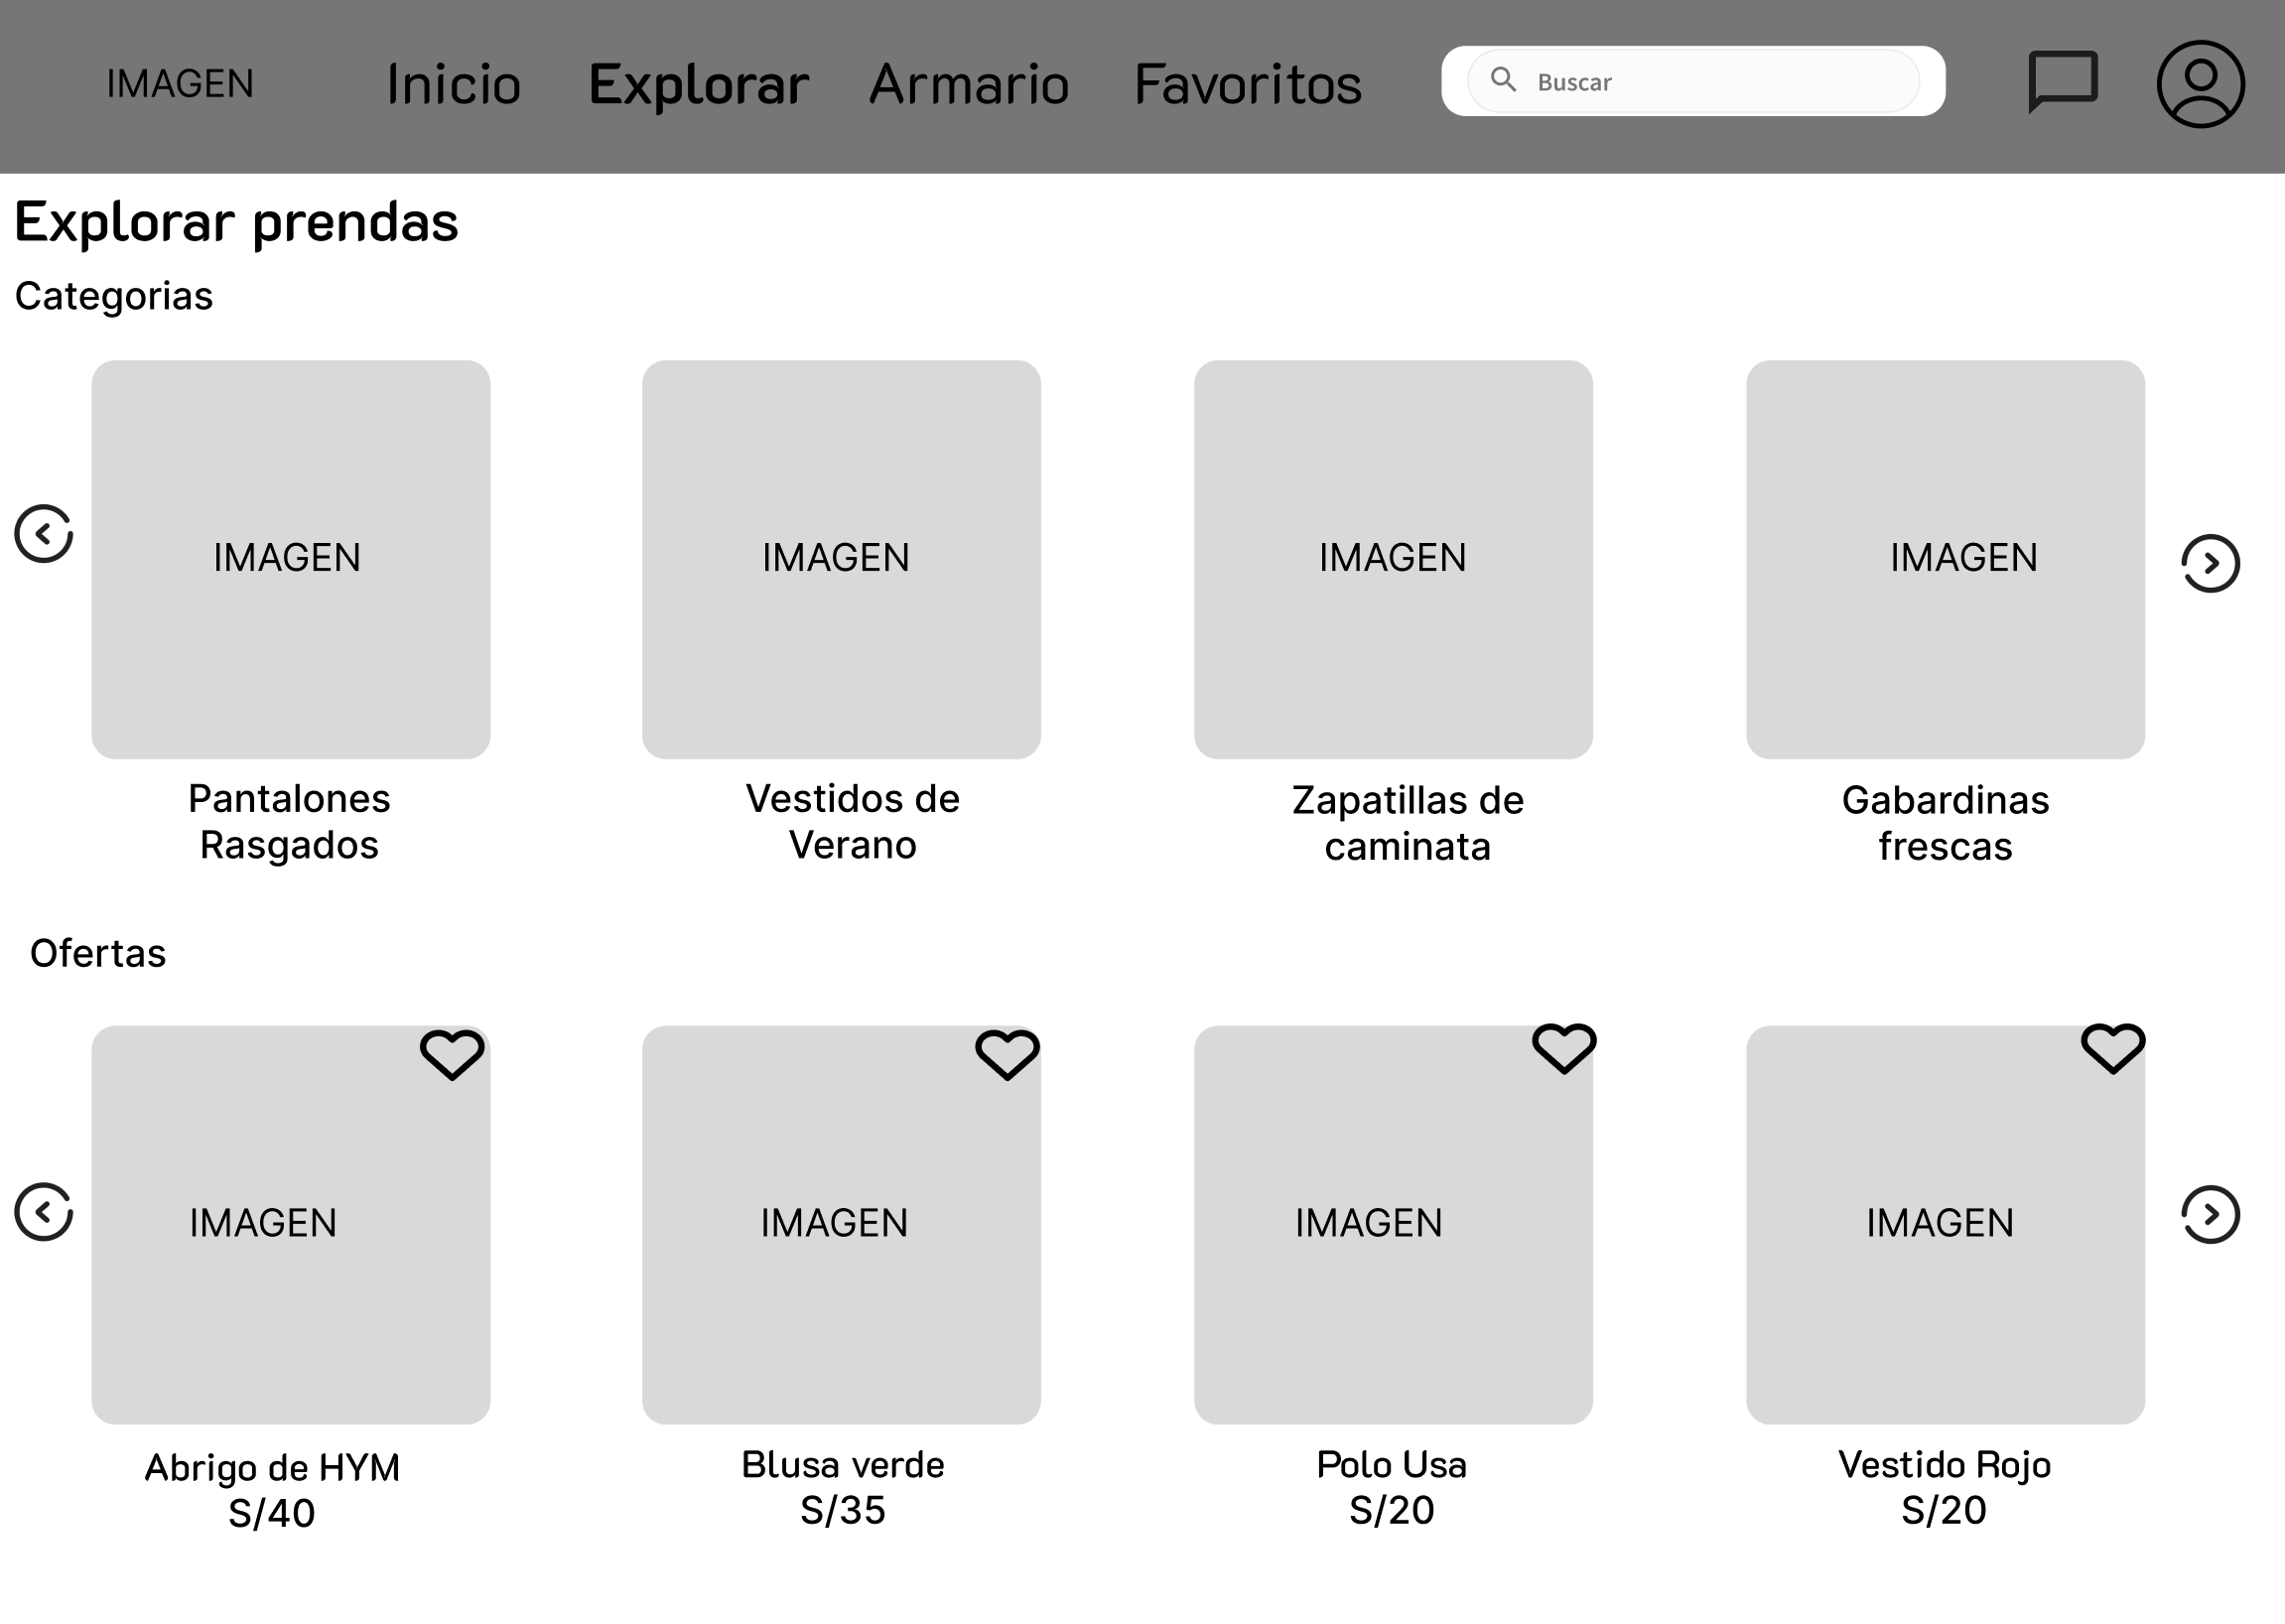 IMAGEN Inicio Explorar Armario Favoritos Buscar
Explorar prendas
Categorias
IMAGEN IMAGEN IMAGEN IMAGEN
Pantalones Rasgados
Vestidos de Verano
Zapatillas de caminata
Gabardinas frescas
Ofertas
IMAGEN IMAGEN IMAGEN IMAGEN
Abrigo de HYM
S/40
Blusa verde
S/35
Polo Usa
S/20
Vestido Rojo
S/20